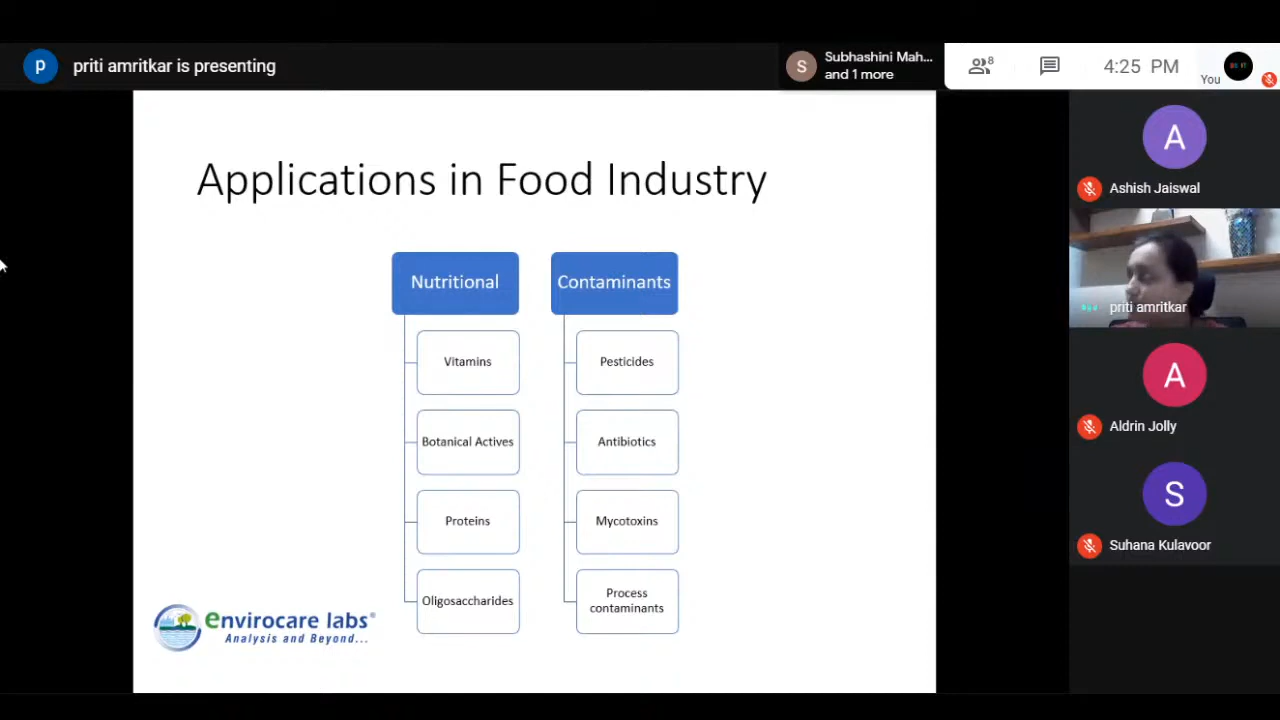 p
priti amritkar is presenting
S
Subhashini Mah...
and 1 more
8
4:25 PM
You
Applications in Food Industry
Nutritional
Vitamins
Botanical Actives
Proteins
Oligosaccharides
Contaminants
Pesticides
Antibiotics
Mycotoxins
Process
contaminants
envirocare labs®
Analysis and Beyond...
A
Ashish Jaiswal
priti amritkar
A
Aldrin Jolly
S
Suhana Kulavoor